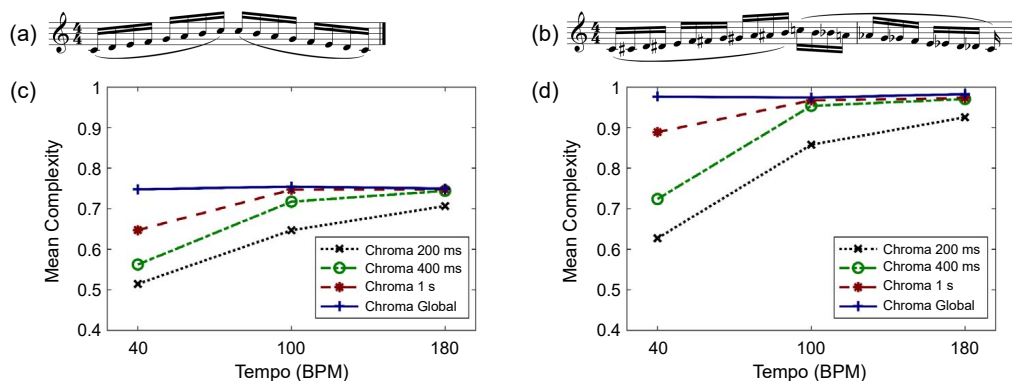 (a)
4
4
(b)
4
4
(c)
Mean Complexity
1
0.9
0.8
0.7
0.6
0.5
0.4
40
100
180
Tempo (BPM)
Chroma 200 ms
Chroma 400 ms
Chroma 1 s
Chroma Global
(d)
Mean Complexity
1
0.9
0.8
0.7
0.6
0.5
0.4
40
100
180
Tempo (BPM)
Chroma 200 ms
Chroma 400 ms
Chroma 1 s
Chroma Global